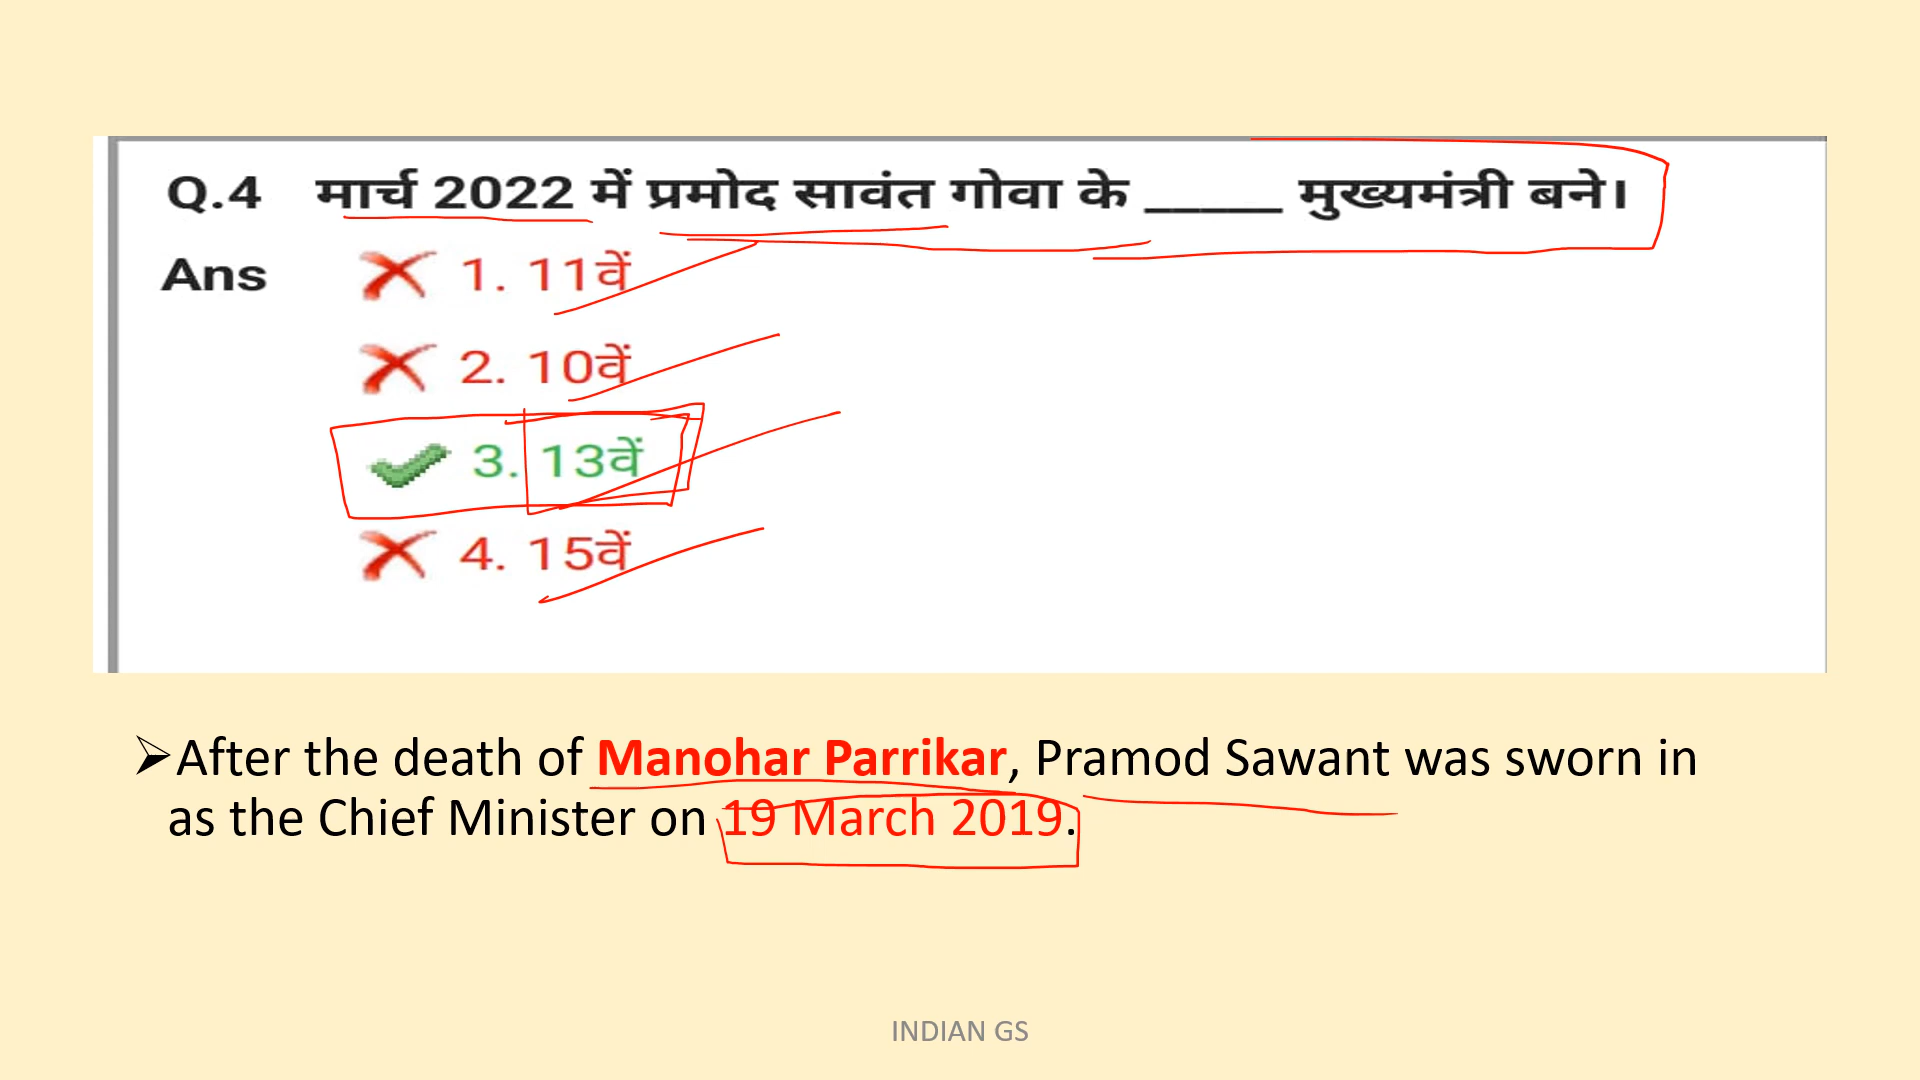 Q.4 मार्च 2022 में प्रमोद सावंत गोवा के _____ मुख्यमंत्री बने।
Ans 1. 11वें
2. 10वें
3. 13वें
4. 15वें
➢After the death of Manohar Parrikar, Pramod Sawant was sworn in
as the Chief Minister on 19 March 2019.
INDIAN GS